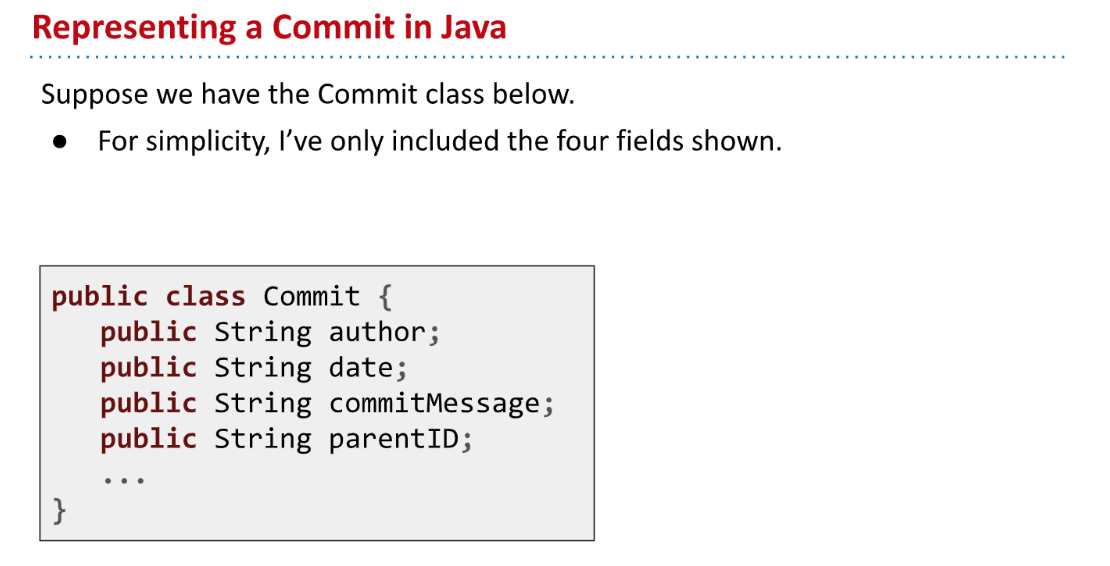 Representing a Commit in Java
Suppose we have the Commit class below.
● For simplicity, I’ve only included the four fields shown.
public class Commit {
   public String author;
   public String date;
   public String commitMessage;
   public String parentID;
   ...
}